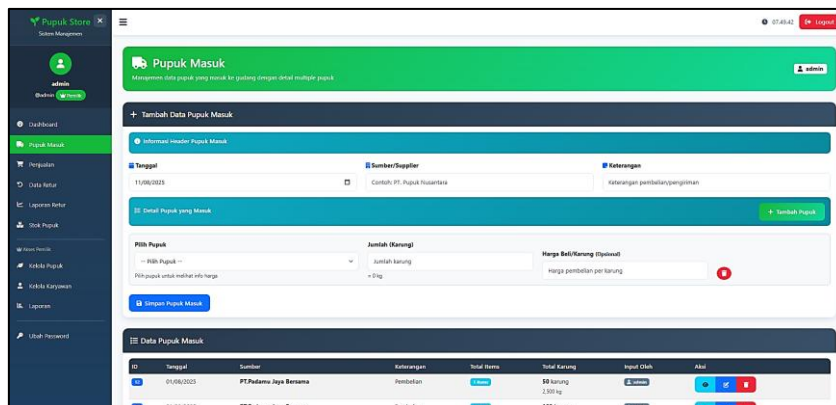 Pupuk Store ×
Sistem Manajemen
07:49:42
Logout
admin
@admin Pemilik
Pupuk Masuk
Manajemen data pupuk yang masuk ke gudang dengan detail multiple pupuk
admin
Dashboard
Pupuk Masuk
Penjualan
Data Retur
Laporan Retur
Stok Pupuk
Kelola Pupuk
Kelola Karyawan
Laporan
Ubah Password
+ Tambah Data Pupuk Masuk
Informasi Header Pupuk Masuk
Tanggal Sumber/Supplier Keterangan
11/08/2025 Contoh: PT. Pupuk Nusantara Keterangan pembelian/pengiriman
Detail Pupuk yang Masuk
+ Tambah Pupuk
Pilih Pupuk Jumlah (Karung) Harga Beli/Karung (Opsional)
-- Pilih Pupuk -- Jumlah karung Harga pembelian per karung
Pilih pupuk untuk melihat info harga = 0 kg
Simpan Pupuk Masuk
Data Pupuk Masuk
ID Tanggal Sumber Keterangan Total Items Total Karung Input Oleh Aksi
01/08/2025 PT.Padamu Jaya Bersama Pembelian 50 karung admin
2,500 kg